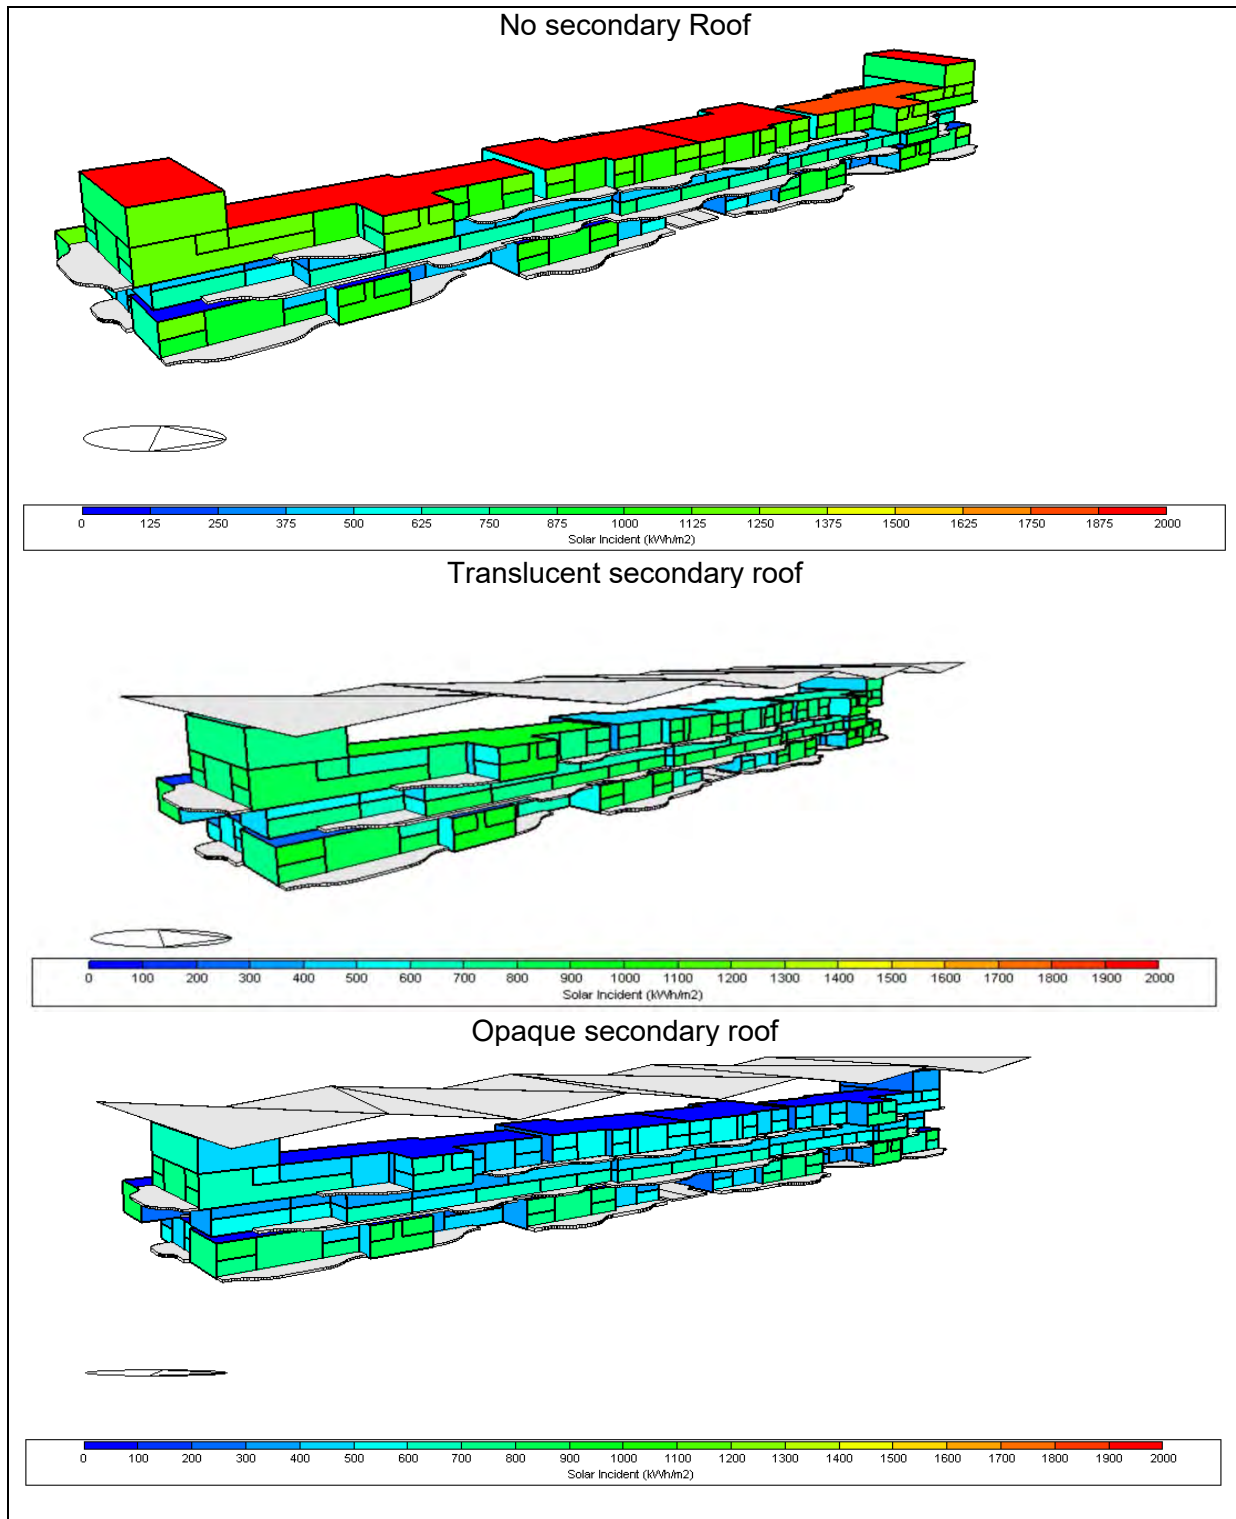 No secondary Roof
0 125 250 375 500 625 750 875 1000 1125 1250 1375 1500 1625 1750 1875 2000
Solar Incident (kWh/m2)
Translucent secondary roof
0 100 200 300 400 500 600 700 800 900 1000 1100 1200 1300 1400 1500 1600 1700 1800 1900 2000
Solar Incident (kWh/m2)
Opaque secondary roof
0 100 200 300 400 500 600 700 800 900 1000 1100 1200 1300 1400 1500 1600 1700 1800 1900 2000
Solar Incident (kWh/m2)